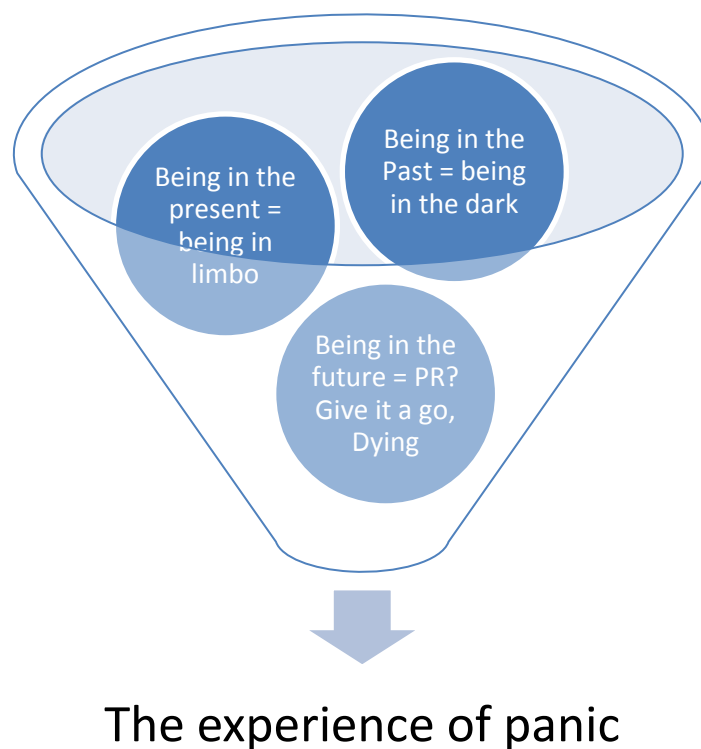 Being in the
Past = being
in the dark
Being in the
present =
being in
limbo
Being in the
future = PR?
Give it a go,
Dying
The experience of panic